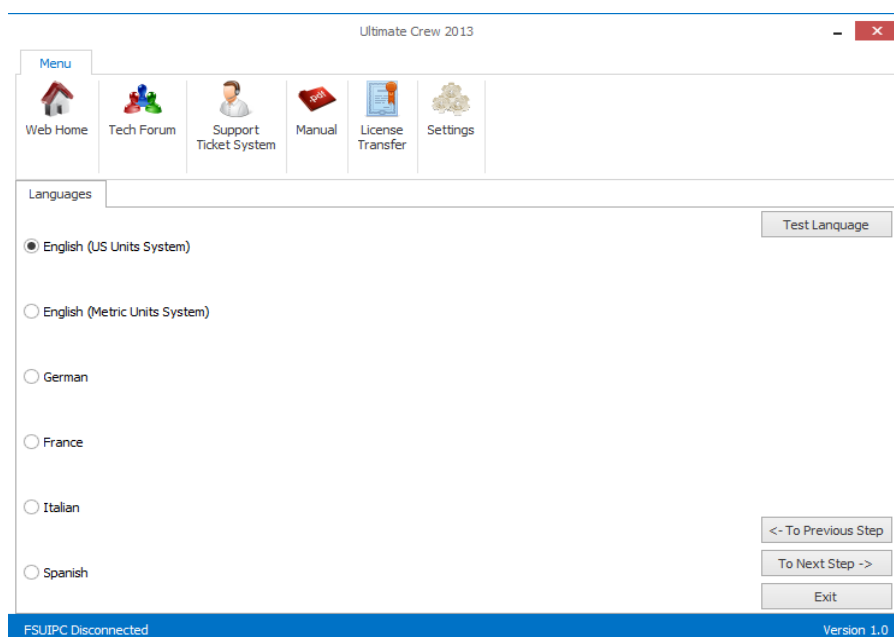 Ultimate Crew 2013
Menu
Web Home
Tech Forum
Support
Ticket System
.pdf
Manual
License
Transfer
Settings
Languages
Test Language
English (US Units System)
English (Metric Units System)
German
France
Italian
<- To Previous Step
To Next Step ->
Spanish
Exit
FSUIPC Disconnected
Version 1.0